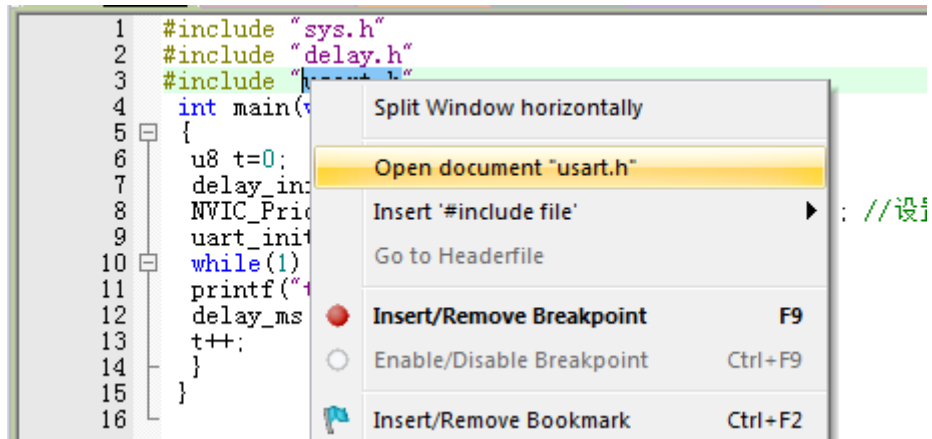 1 #include "sys.h"
2 #include "delay.h"
3 #include "usart.h"
4 int main(
5 {
6 u8 t=0;
7 delay_in
8 NVIC_Pri
9 uart_init
10 while(1)
11 printf("t
12 delay_ms
13 t++;
14 }
15 }
16
Split Window horizontally
Open document "usart.h"
Insert '#include file'
; //设置
Go to Headerfile
Insert/Remove Breakpoint F9
Enable/Disable Breakpoint Ctrl+F9
Insert/Remove Bookmark Ctrl+F2